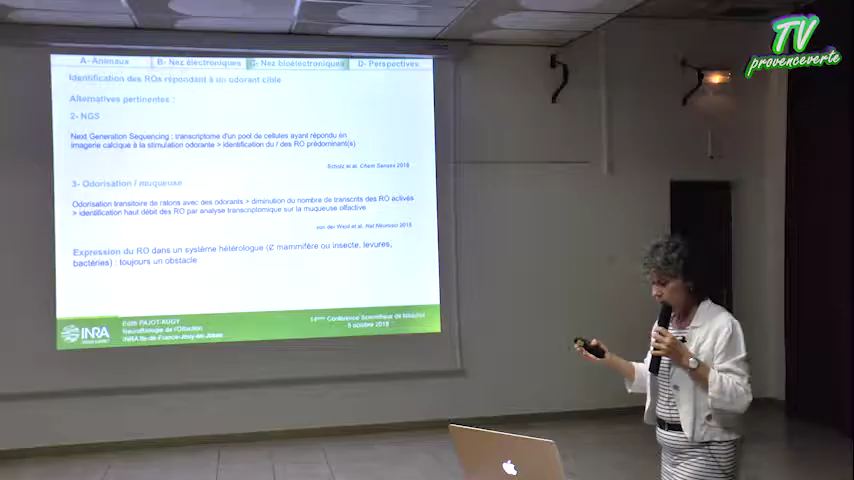 TV
provenceverte
A- Animaux B- Nez électroniques C- Nez bioélectroniques D- Perspectives
Identification des ROs répondant à un odorant cible
Alternatives pertinentes :
2- NGS
Next Generation Sequencing : transcriptome d'un pool de cellules ayant répondu en
imagerie calcique à la stimulation odorante > identification du / des RO prédominant(s)
Scholz et al. Chem Senses 2016
3- Odorisation / muqueuse
Odorisation transitoire de ratons avec des odorants > diminution du nombre de transcrits des RO activés
> identification haut débit des RO par analyse transcriptomique sur la muqueuse olfactive
von der Weid et al. Nat Neurosci 2015
Expression du RO dans un système hétérologue (¢ mammifère ou insecte, levures,
bactéries) : toujours un obstacle
INRA
Edith PAJOT-AUGY
Neurobiologie de l'Olfaction
INRA Ile-de-France-Jouy-en-Josas
14ème Conférence Scientifique de
5 octobre 2018